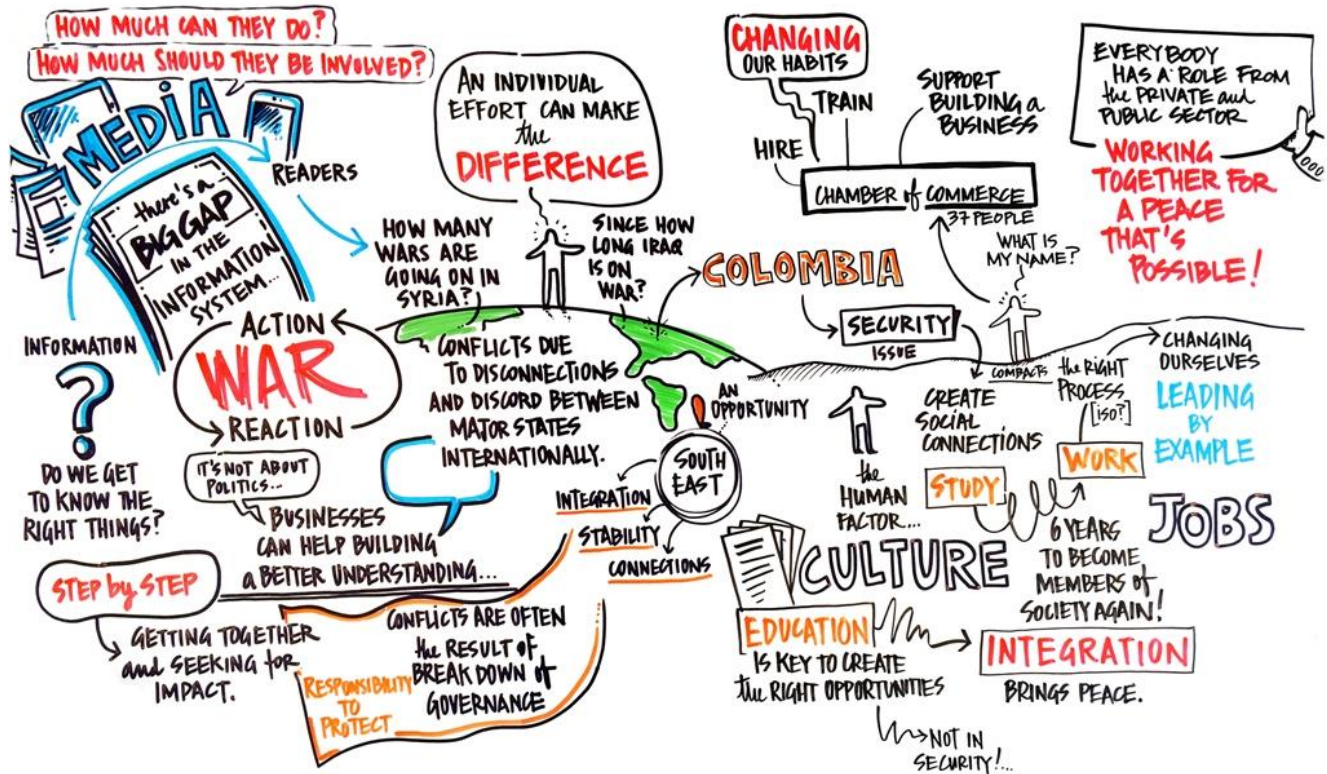 HOW MUCH CAN THEY DO?
HOW MUCH SHOULD THEY BE INVOLVED?
MEDIA
READERS
there's a
BIG GAP
IN THE
INFORMATION
SYSTEM...
INFORMATION
?
DO WE GET
TO KNOW THE
RIGHT THINGS?
ACTION
WAR
REACTION
IT'S NOT ABOUT
POLITICS...
BUSINESSES
CAN HELP BUILDING
a BETTER UNDERSTANDING...
STEP by STEP
GETTING TOGETHER
and SEEKING for
IMPACT.
AN INDIVIDUAL
EFFORT CAN MAKE
the
DIFFERENCE
HOW MANY
WARS ARE
GOING ON IN
SYRIA?
SINCE HOW
LONG IRAQ
IS ON
WAR?
CONFLICTS DUE
TO DISCONNECTIONS
AND DISCORD BETWEEN
MAJOR STATES
INTERNATIONALLY.
CONFLICTS ARE OFTEN
the RESULT OF
BREAK DOWN OF
GOVERNANCE
RESPONSIBILITY
TO
PROTECT
! AN
OPPORTUNITY
SOUTH
EAST
INTEGRATION
STABILITY
CONNECTIONS
CHANGING
OUR HABITS
TRAIN
HIRE
SUPPORT
BUILDING a
BUSINESS
CHAMBER of COMMERCE
37 PEOPLE
WHAT IS
MY NAME?
COLOMBIA
SECURITY
ISSUE
COMPACTS
CREATE
SOCIAL
CONNECTIONS
the
HUMAN
FACTOR...
STUDY
WORK
the RIGHT
PROCESS
[ISO?]
CHANGING
OURSELVES
LEADING
BY
EXAMPLE
JOBS
6 YEARS
TO BECOME
MEMBERS of
SOCIETY AGAIN!
CULTURE
EDUCATION
IS KEY TO CREATE
the RIGHT OPPORTUNITIES
NOT IN
SECURITY!...
INTEGRATION
BRINGS PEACE.
EVERYBODY
HAS a ROLE FROM
the PRIVATE and
PUBLIC SECTOR
WORKING
TOGETHER FOR
A PEACE
THAT'S
POSSIBLE!